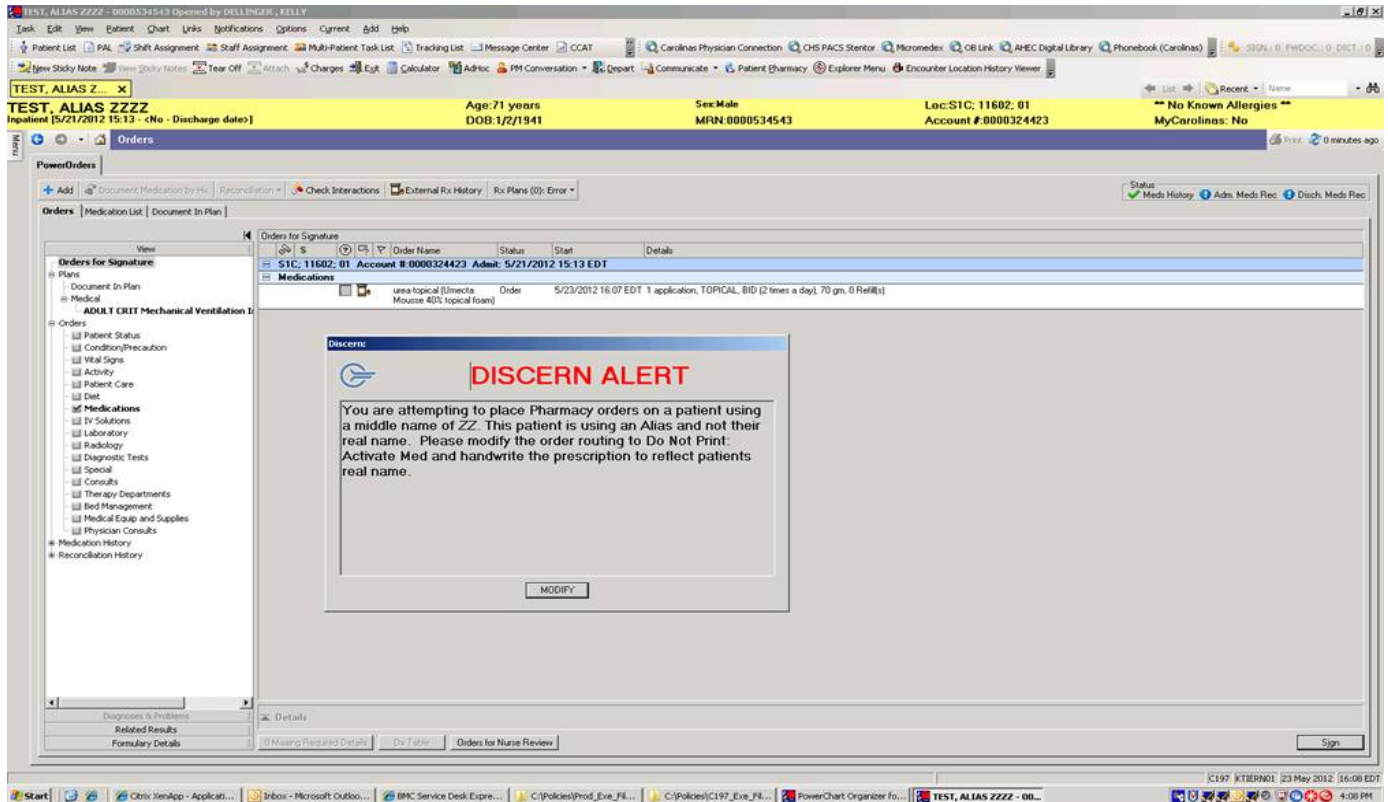 TEST, ALIAS ZZZZ - 0000534543 Opened by DELLINGER, KELLY
Task Edit View Patient Chart Links Notifications Options Current Add Help
Patient List PAL Shift Assignment Staff Assignment Multi-Patient Task List Tracking List Message Center CCAT Carolinas Physician Connection CHS PACS Stentor Micromedex OB Link AHEC Digital Library Phonebook (Carolinas) SIGN.: 0 FWDOC.: 0 DICT.: 0
New Sticky Note View Sticky Notes Tear Off Attach Charges Exit Calculator AdHoc PM Conversation Depart Communicate Patient Pharmacy Explorer Menu Encounter Location History Viewer
TEST, ALIAS Z... x List Recent Name
TEST, ALIAS ZZZZ Age:71 years Sex:Male Loc:S1C; 11602; 01 ** No Known Allergies **
Inpatient [5/21/2012 15:13 - <No - Discharge date>] DOB:1/2/1941 MRN:0000534543 Account #:0000324423 MyCarolinas: No
Menu Orders Print 0 minutes ago
PowerOrders
Add Document Medication by Hx Reconciliation Check Interactions External Rx History Rx Plans (0): Error Status
Meds History Adm. Meds Rec Disch. Meds Rec
Orders Medication List Document In Plan
Orders for Signature
View S Order Name Status Start Details
Orders for Signature S1C; 11602; 01 Account #:0000324423 Admit: 5/21/2012 15:13 EDT
Plans Medications
Document In Plan urea topical (Umecta Order 5/23/2012 16:07 EDT 1 application, TOPICAL, BID (2 times a day), 70 gm, 0 Refill(s)
Medical Mousse 40% topical foam)
ADULT CRIT Mechanical Ventilation
Orders
Patient Status
Condition/Precaution
Vital Signs
Activity
Patient Care
Diet
Medications
IV Solutions
Laboratory
Radiology
Diagnostic Tests
Special
Consults
Therapy Departments
Bed Management
Medical Equip and Supplies
Physician Consults
Medication History
Reconciliation History
Discern:
DISCERN ALERT
You are attempting to place Pharmacy orders on a patient using
a middle name of ZZ. This patient is using an Alias and not their
real name. Please modify the order routing to Do Not Print:
Activate Med and handwrite the prescription to reflect patients
real name.
MODIFY
Diagnoses & Problems
Related Results
Formulary Details
Details
0 Missing Required Details Dx Table Orders for Nurse Review Sign
C197 KTIERN01 23 May 2012 16:08 EDT
Start Citrix XenApp - Applicati... Inbox - Microsoft Outloo... BMC Service Desk Expre... C:\Policies\Prod_Exe_Fil... C:\Policies\C197_Exe_Fil... PowerChart Organizer fo... TEST, ALIAS ZZZZ - 00... 4:08 PM